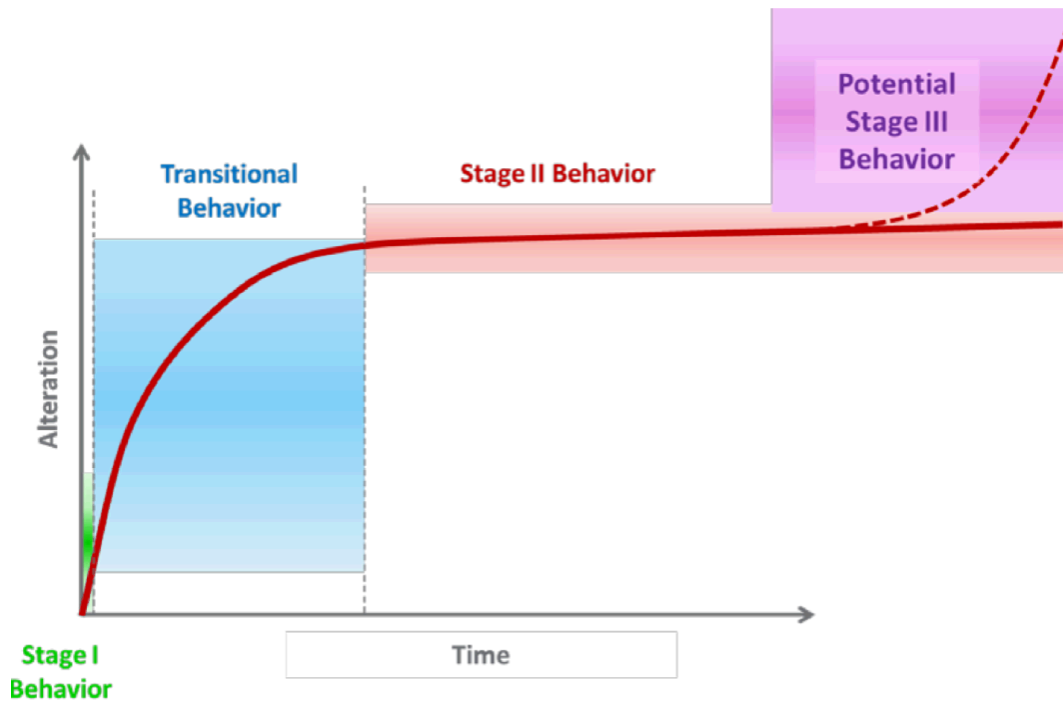 Potential
Stage III
Behavior
Transitional
Behavior
Stage II Behavior
Alteration
Stage I
Behavior
Time